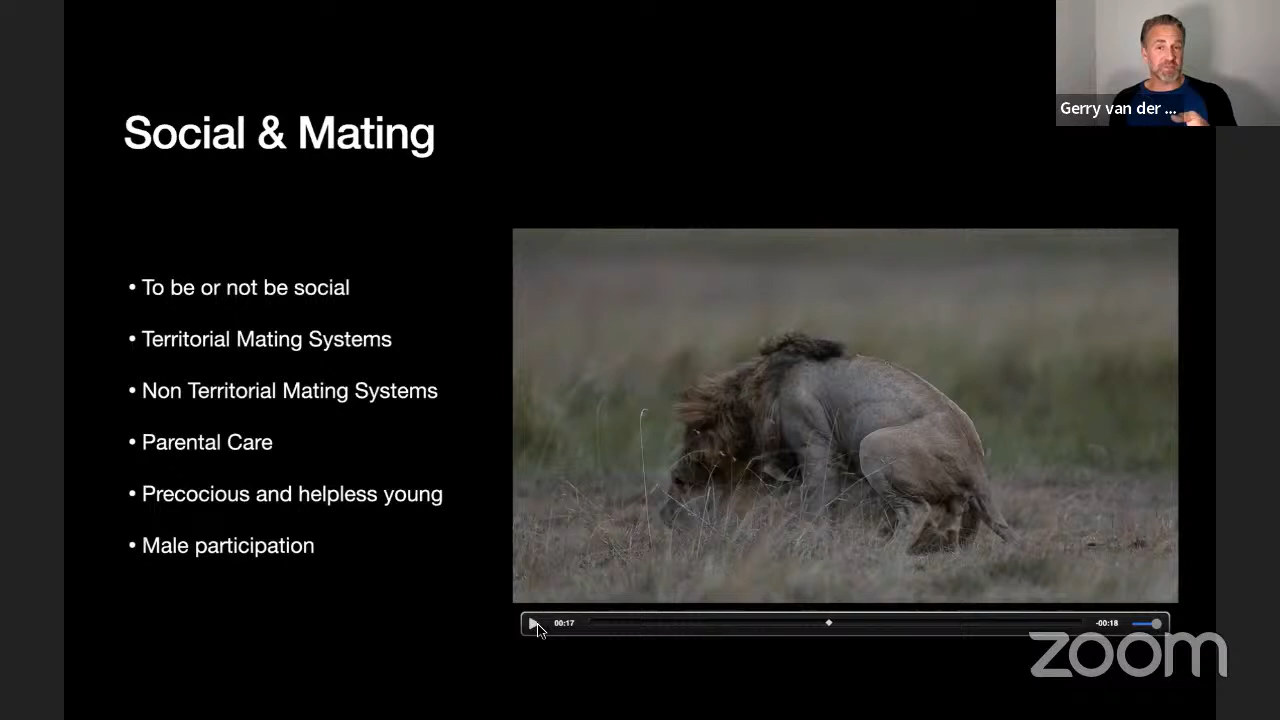 Gerry van der ...
Social & Mating
• To be or not be social
• Territorial Mating Systems
• Non Territorial Mating Systems
• Parental Care
• Precocious and helpless young
• Male participation
00:17
-00:18
zoom